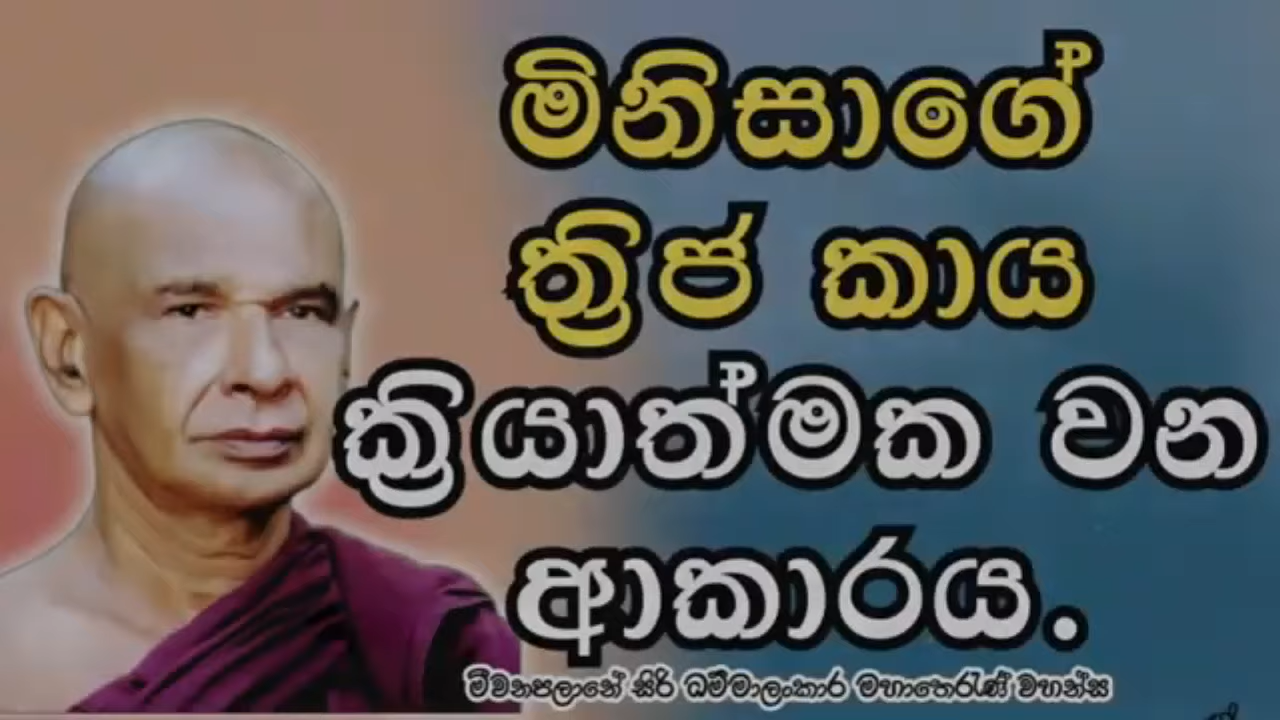 මිනිසාගේ
ත්‍රිජ කාය
ක්‍රියාත්මක වන
ආකාරය.
මීවනපලානේ සිරි ධම්මාලංකාර මහාතෙරැණ් වහන්ස